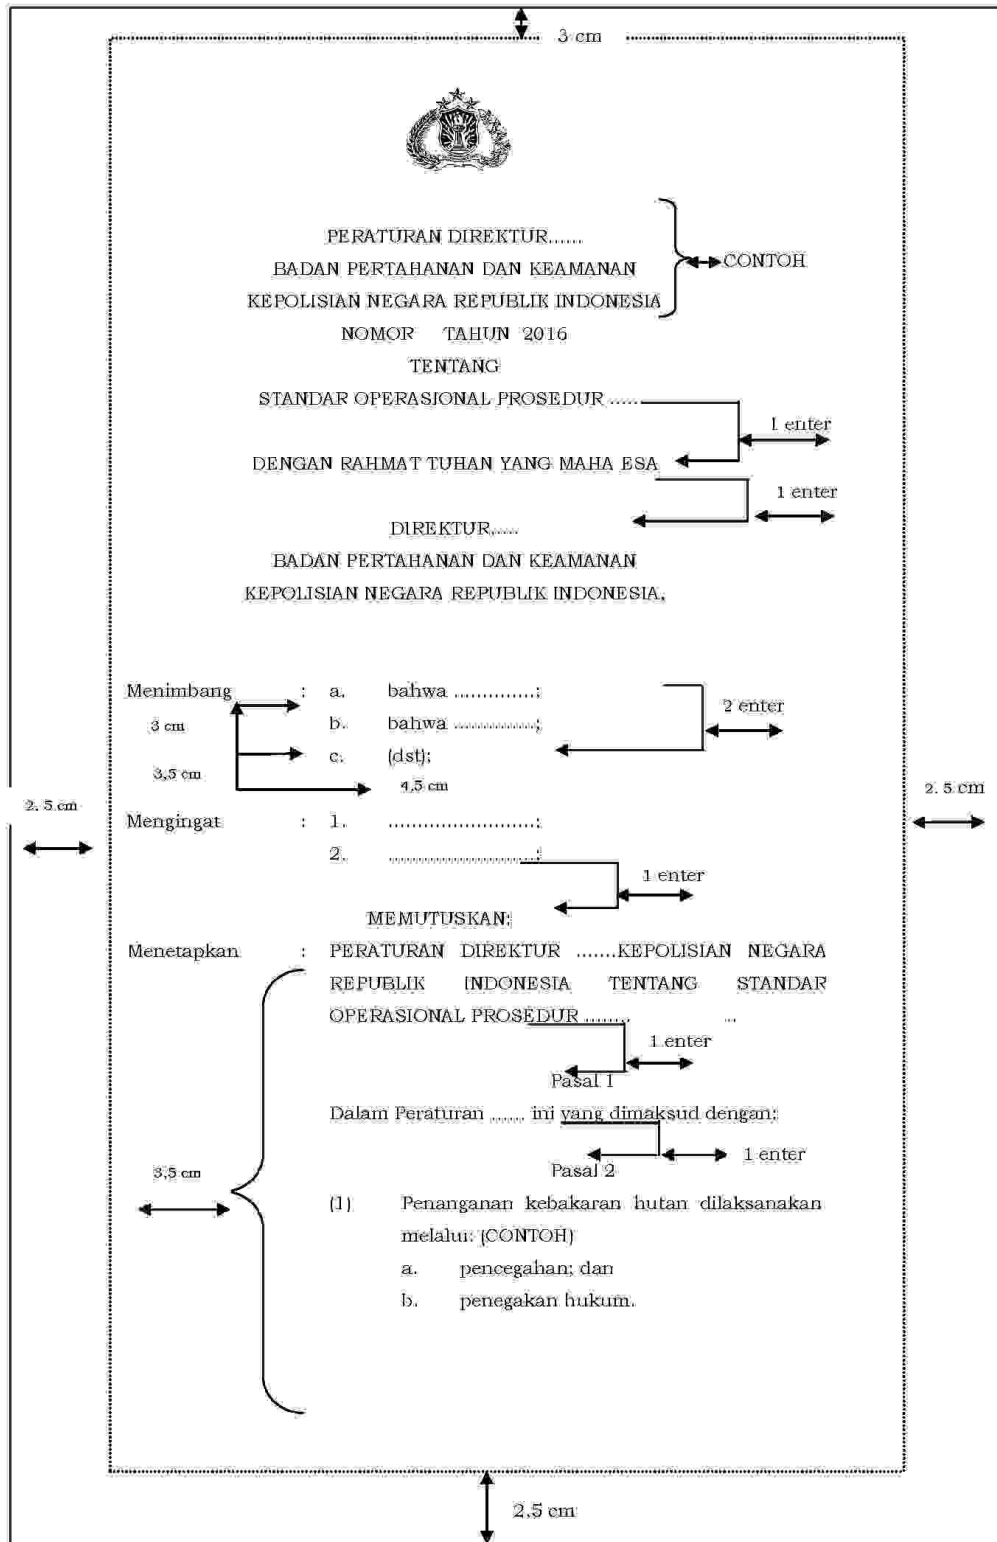 3 cm
PERATURAN DIREKTUR......
BADAN PERTAHANAN DAN KEAMANAN
CONTOH
KEPOLISIAN NEGARA REPUBLIK INDONESIA
NOMOR TAHUN 2016
TENTANG
STANDAR OPERASIONAL PROSEDUR .....
1 enter
DENGAN RAHMAT TUHAN YANG MAHA ESA
1 enter
DIREKTUR.....
BADAN PERTAHANAN DAN KEAMANAN
KEPOLISIAN NEGARA REPUBLIK INDONESIA,
Menimbang : a. bahwa ..............;
2 enter
3 cm
b. bahwa ..............;
c. (dst);
3,5 cm
4,5 cm
2.5 cm
2.5 cm
Mengingat : 1. .........................;
2. .........................;
1 enter
MEMUTUSKAN:
Menetapkan : PERATURAN DIREKTUR .......KEPOLISIAN NEGARA
REPUBLIK INDONESIA TENTANG STANDAR
OPERASIONAL PROSEDUR ........ ...
1 enter
Pasal 1
Dalam Peraturan ...... ini yang dimaksud dengan:
1 enter
Pasal 2
3,5 cm
(1) Penanganan kebakaran hutan dilaksanakan
melalui: (CONTOH)
a. pencegahan; dan
b. penegakan hukum.
2,5 cm